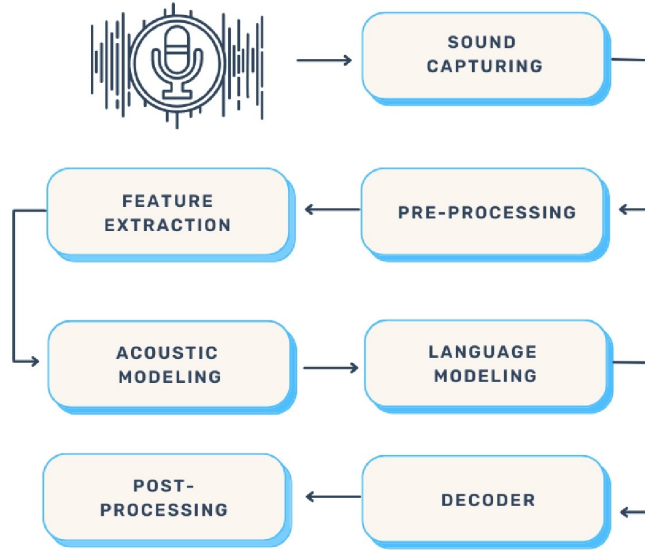 SOUND
CAPTURING
FEATURE
EXTRACTION
PRE-PROCESSING
ACOUSTIC
MODELING
LANGUAGE
MODELING
POST-
PROCESSING
DECODER